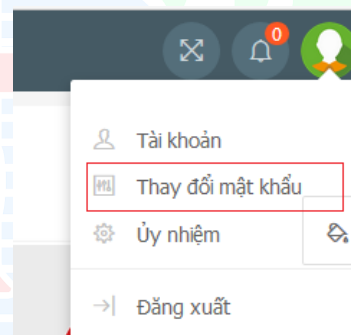 0
Tài khoản
Thay đổi mật khẩu
Ủy nhiệm
Đăng xuất